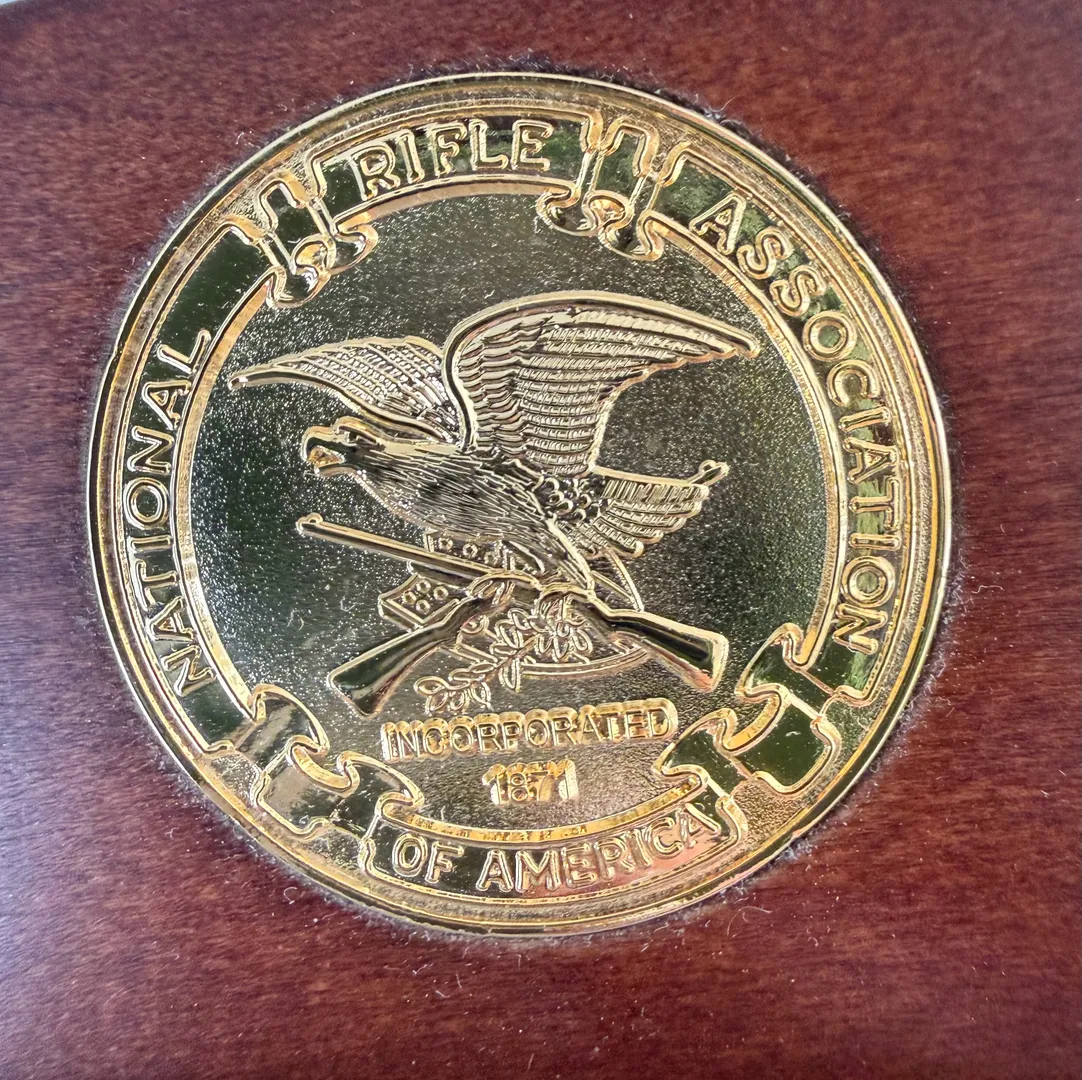 NATIONAL RIFLE ASSOCIATION
INCORPORATED
1871
OF AMERICA